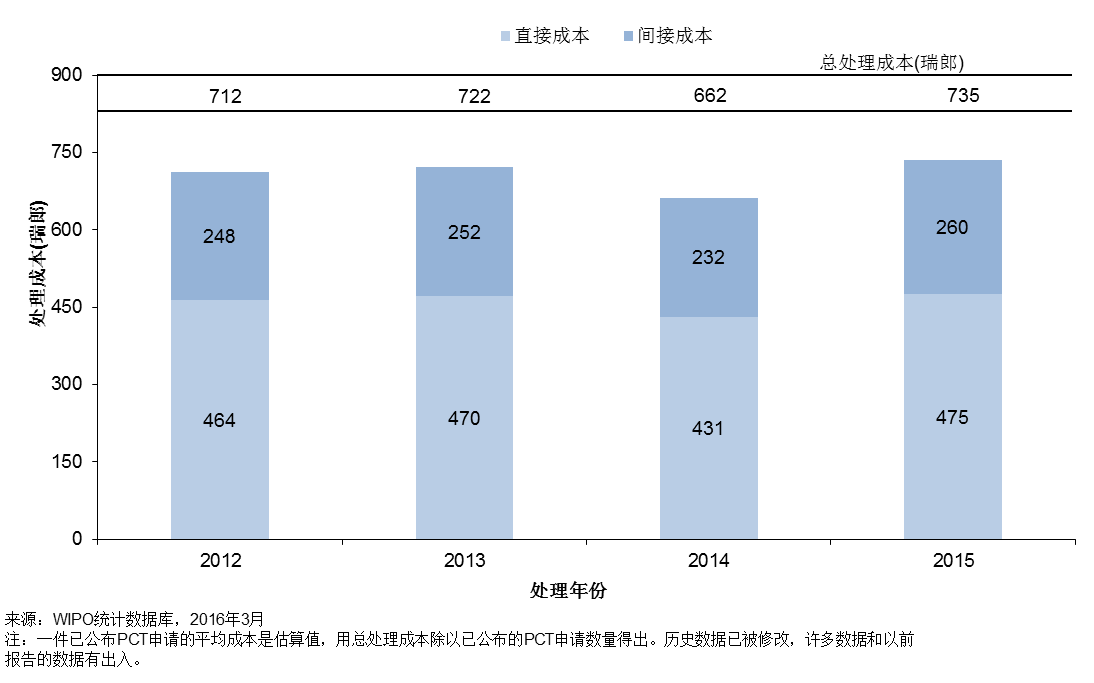 直接成本 间接成本
总处理成本(瑞郎)
900
712 722 662 735
750
600
450
300
150
0
处理成本(瑞郎)
248 252 232 260
464 470 431 475
2012 2013 2014 2015
处理年份
来源：WIPO统计数据库，2016年3月
注：一件已公布PCT申请的平均成本是估算值，用总处理成本除以已公布的PCT申请数量得出。历史数据已被修改，许多数据和以前
报告的数据有出入。